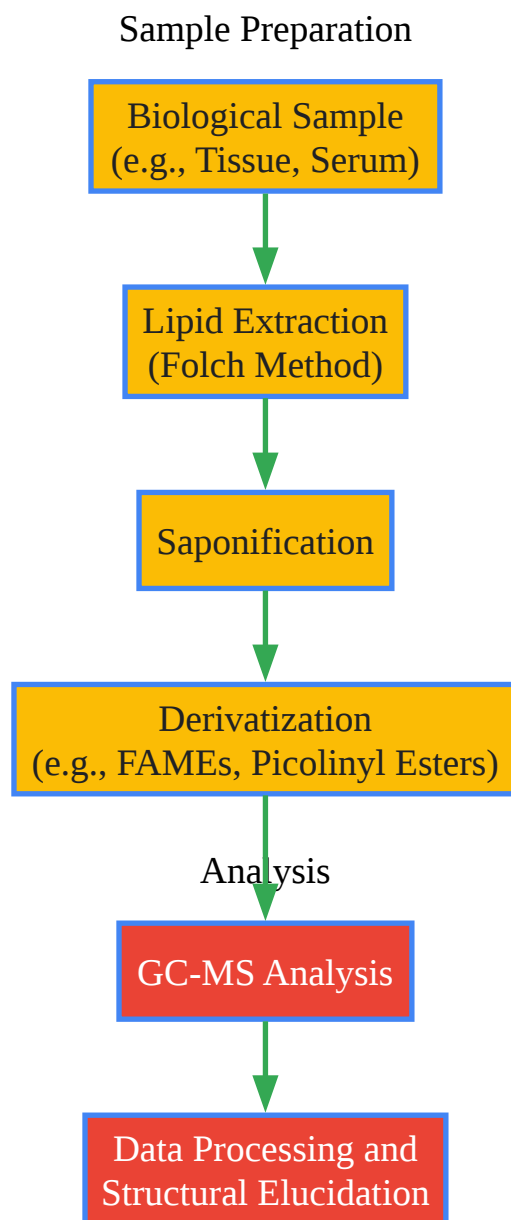 Sample Preparation
Biological Sample
(e.g., Tissue, Serum)
Lipid Extraction
(Folch Method)
Saponification
Derivatization
(e.g., FAMEs, Picolinyl Esters)
Analysis
GC-MS Analysis
Data Processing and
Structural Elucidation